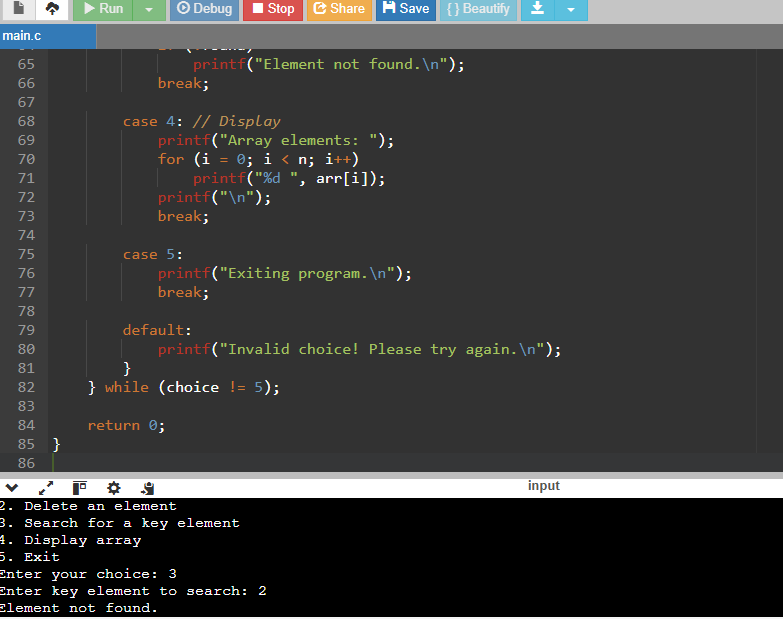 Run Debug Stop Share Save { } Beautify
main.c
65 printf("Element not found.\n");
66 break;
67
68 case 4: // Display
69 printf("Array elements: ");
70 for (i = 0; i < n; i++)
71 printf("%d ", arr[i]);
72 printf("\n");
73 break;
74
75 case 5:
76 printf("Exiting program.\n");
77 break;
78
79 default:
80 printf("Invalid choice! Please try again.\n");
81 }
82 } while (choice != 5);
83
84 return 0;
85 }
86
input
2. Delete an element
3. Search for a key element
4. Display array
5. Exit
Enter your choice: 3
Enter key element to search: 2
Element not found.